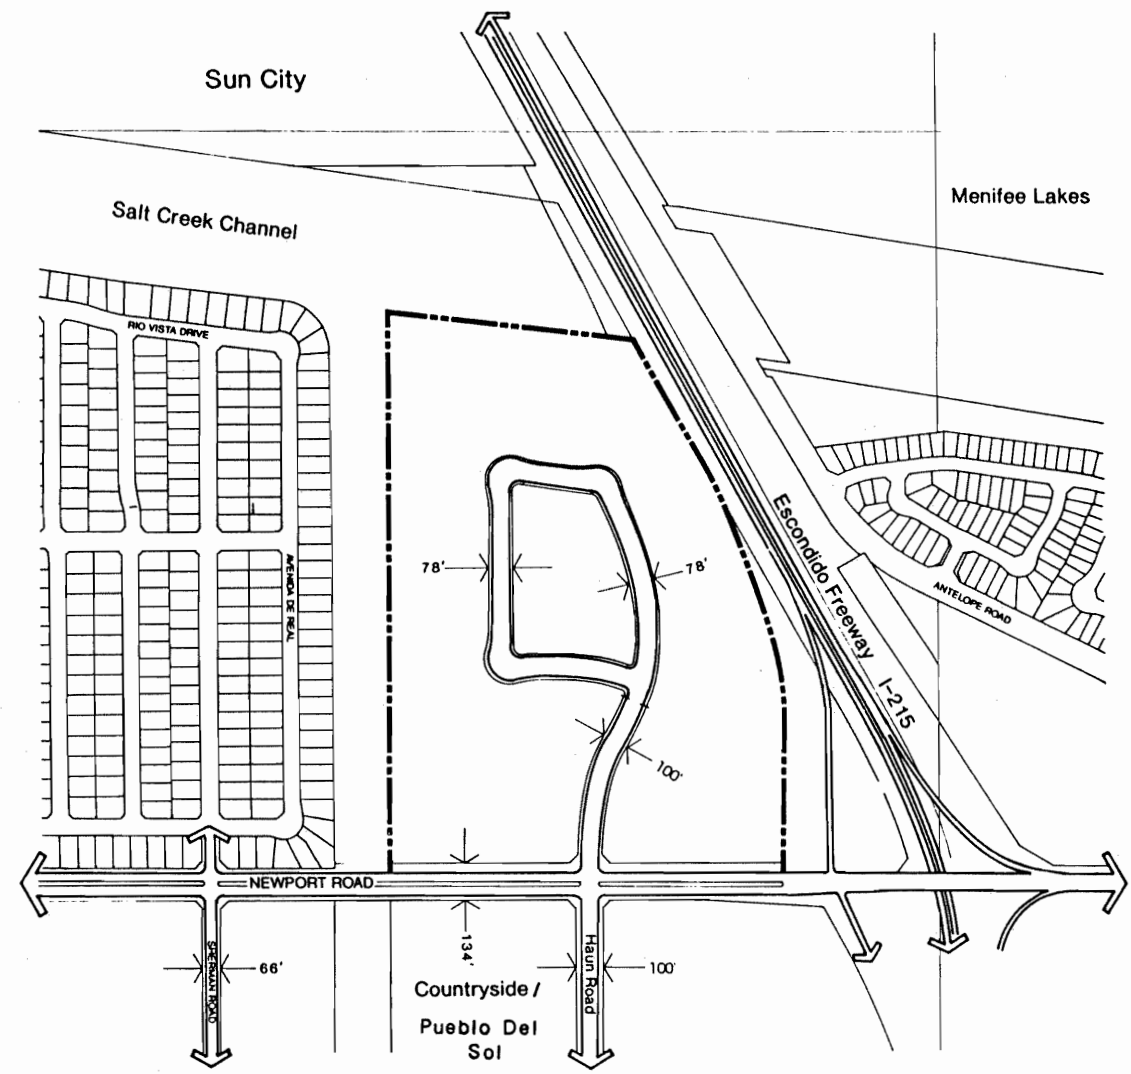 Sun City
Menifee Lakes
Salt Creek Channel
RIO VISTA DRIVE
Escondido Freeway I-215
78'
78'
AVENIDA DE REAL
ANTELOPE ROAD
100'
NEWPORT ROAD
SHERMAN ROAD
66'
134'
Haun Road
100'
Countryside /
Pueblo Del
Sol